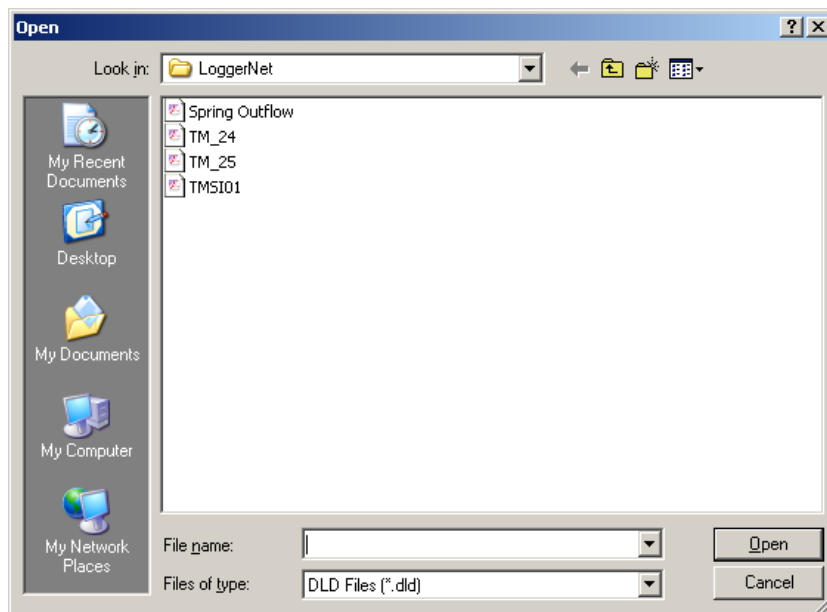 Open
Look in:
LoggerNet
Spring Outflow
TM_24
TM_25
TMSI01
My Recent
Documents
Desktop
My Documents
My Computer
My Network
Places
File name:
Open
Files of type:
DLD Files (*.dld)
Cancel